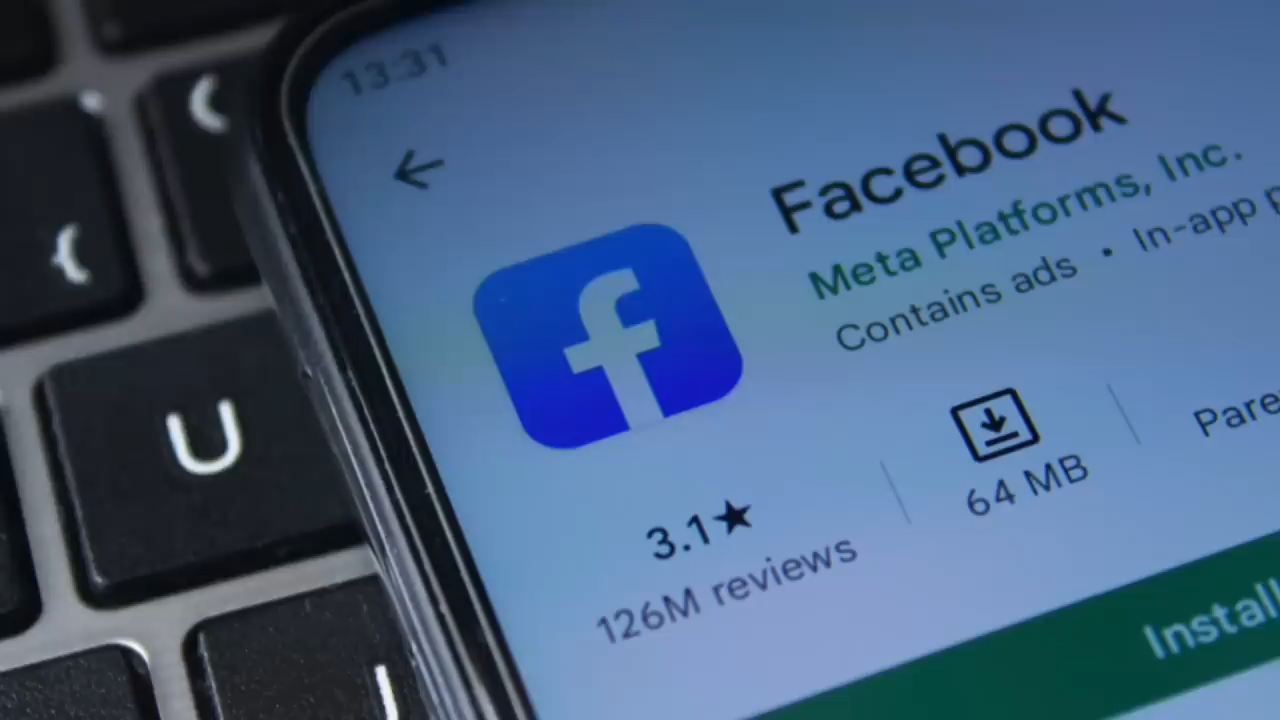 13:31
Facebook
Meta Platforms, Inc.
Contains ads • In-app
3.1★
64 MB
126M reviews
Install
U